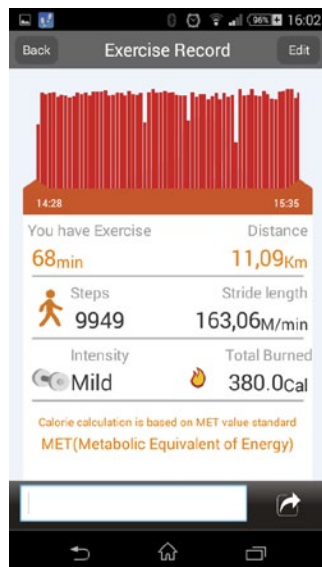 96% 16:02
Back Exercise Record Edit
14:28 15:35
You have Exercise Distance
68min 11,09Km
Steps Stride length
9949 163,06M/min
Intensity Total Burned
Mild 380.0Cal
Calorie calculation is based on MET value standard
MET(Metabolic Equivalent of Energy)